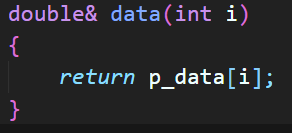 double& data(int i)
{
    return p_data[i];
}